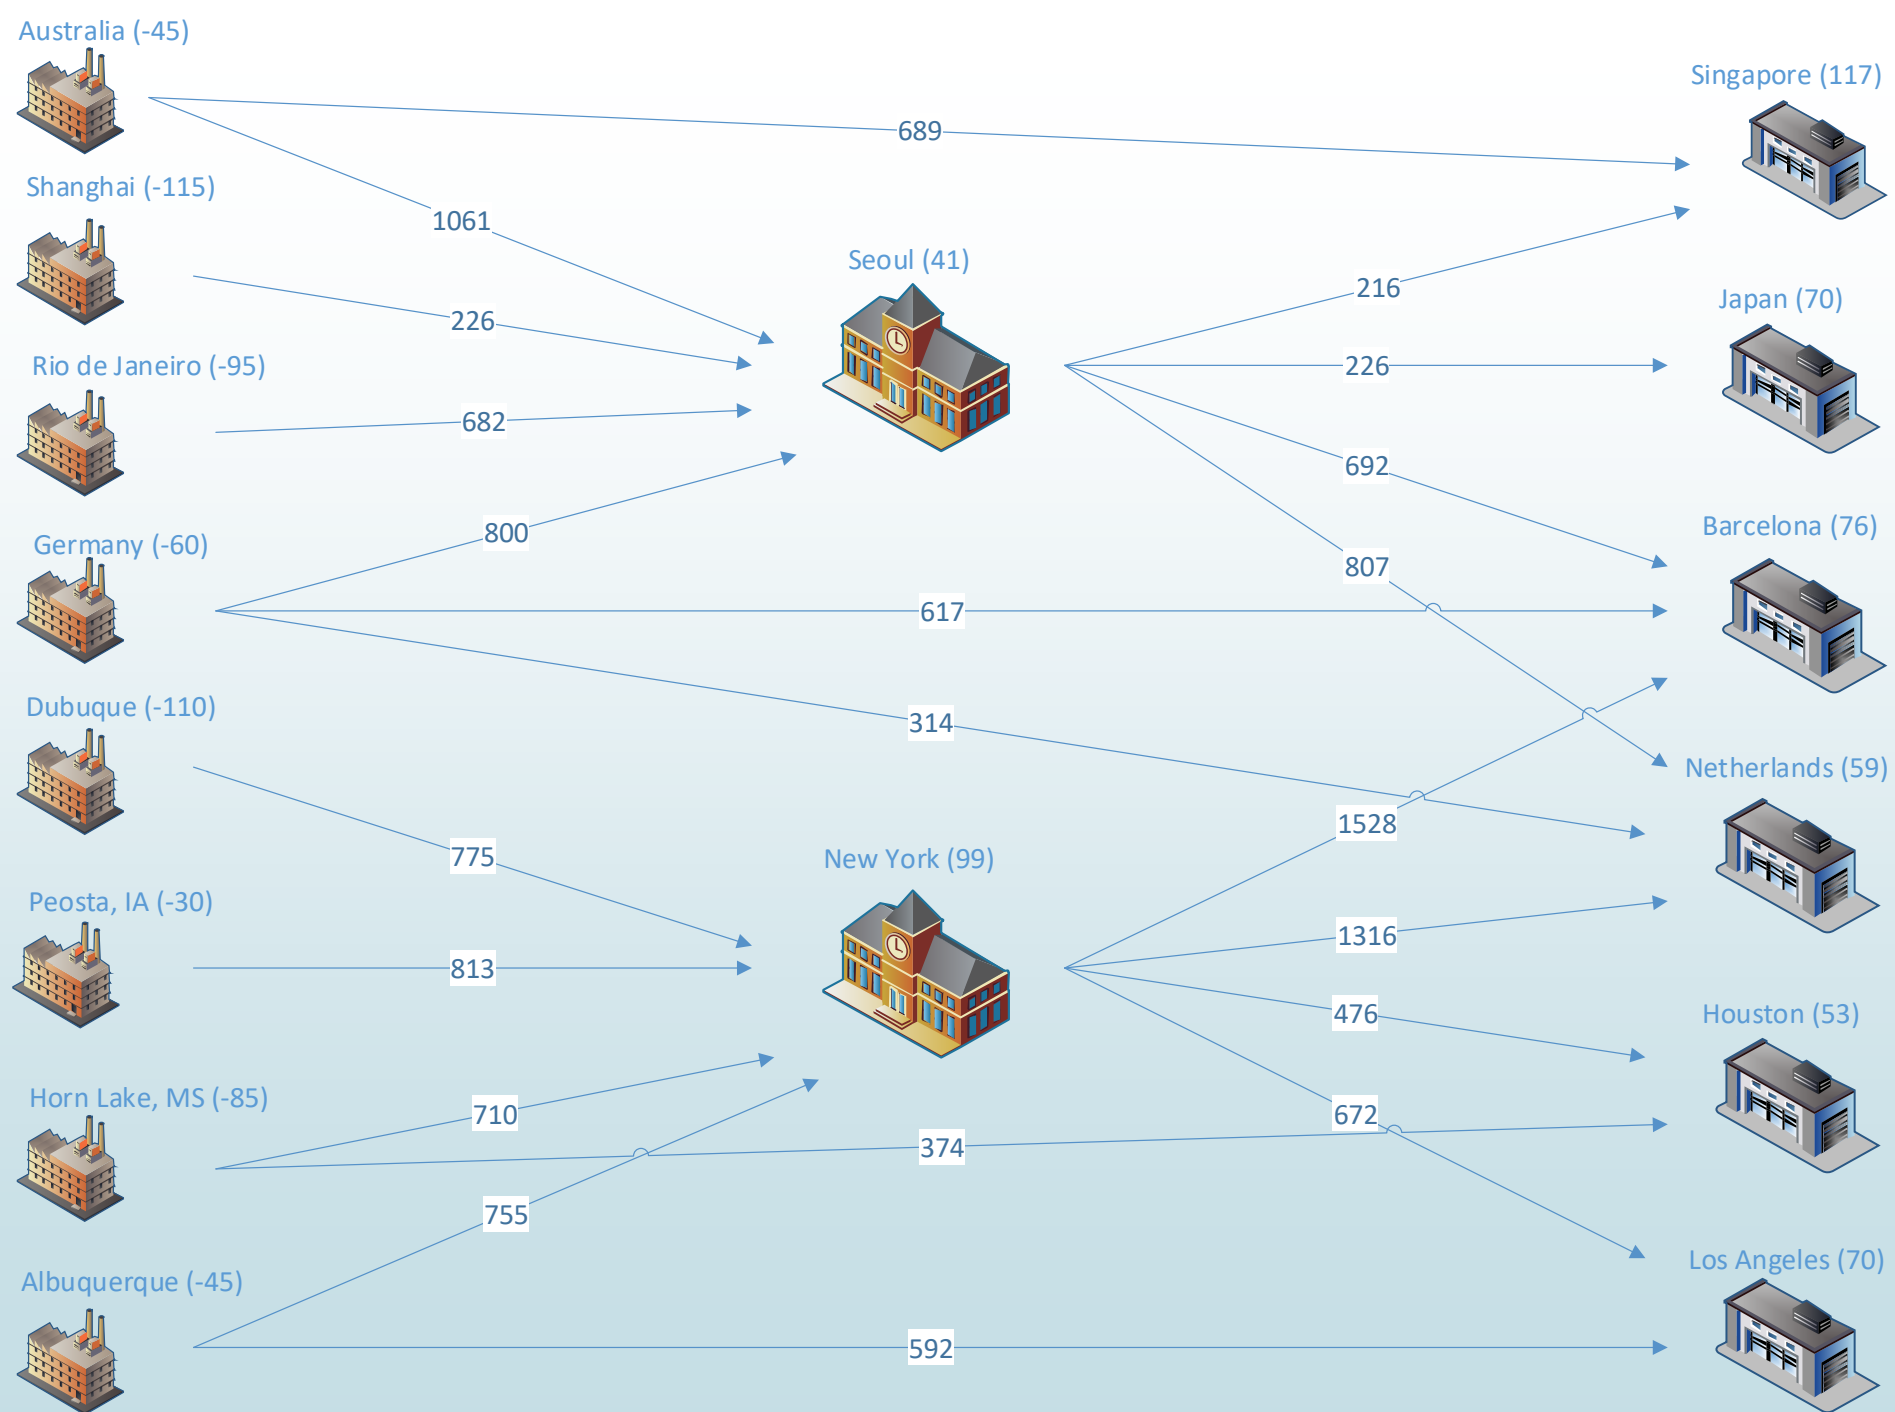 Australia (-45)
Singapore (117)
689
Shanghai (-115)
1061
Seoul (41)
216
Japan (70)
226
Rio de Janeiro (-95)
226
682
692
Barcelona (76)
Germany (-60)
800
807
617
Dubuque (-110)
314
Netherlands (59)
1528
775
New York (99)
Peosta, IA (-30)
1316
813
476
Houston (53)
Horn Lake, MS (-85)
710
672
374
755
Los Angeles (70)
Albuquerque (-45)
592